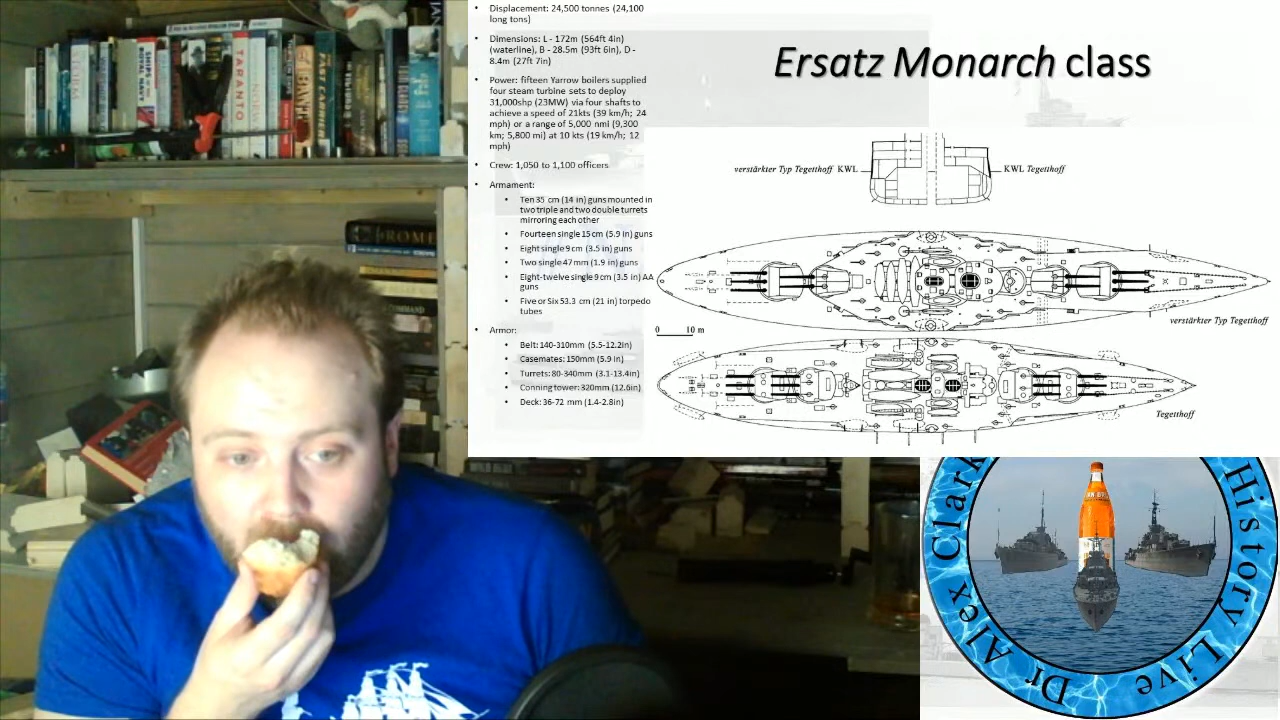 Displacement: 24,500 tonnes (24,100
long tons)
Dimensions: L - 172m (564ft 4in)
(waterline), B - 28.5m (93ft 6in), D -
8.4m (27ft 7in)
Power: fifteen Yarrow boilers supplied
four steam turbine sets to deploy
31,000shp (23MW) via four shafts to
achieve a speed of 21kts (39 km/h; 24
mph) or a range of 5,000 nmi (9,300
km; 5,800 mi) at 10 kts (19 km/h; 12
mph)
Crew: 1,050 to 1,100 officers
Armament:
Ten 35 cm (14 in) guns mounted in
two triple and two double turrets
mirroring each other
Fourteen single 15cm (5.9 in) guns
Eight single 9cm (3.5 in) guns
Two single 47mm (1.9 in) guns
Eight-twelve single 9cm (3.5 in) AA
guns
Five or Six 53.3 cm (21 in) torpedo
tubes
Armor:
Belt: 140-310mm (5.5-12.2in)
Casemates: 150mm (5.9 in)
Turrets: 80-340mm (3.1-13.4in)
Conning tower: 320mm (12.6in)
Deck: 36-72 mm (1.4-2.8in)
Ersatz Monarch class
verstärkter Typ Tegetthoff KWL
KWL Tegetthoff
verstärkter Typ Tegetthoff
0 10 m
Tegetthoff
Dr Alex Clark
History Live
TARANTO
ROME